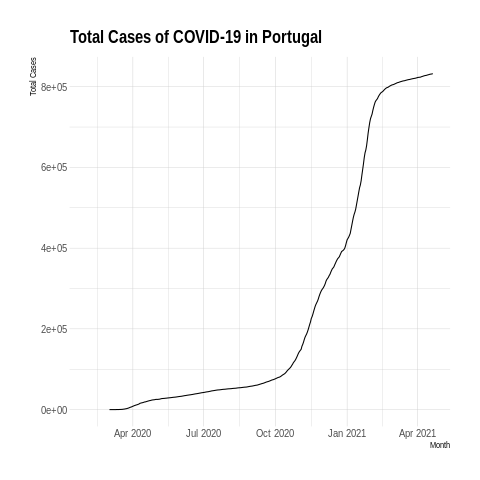 Total Cases of COVID-19 in Portugal
Total Cases
8e+05
6e+05
4e+05
2e+05
0e+00
Apr 2020 Jul 2020 Oct 2020 Jan 2021 Apr 2021
Month